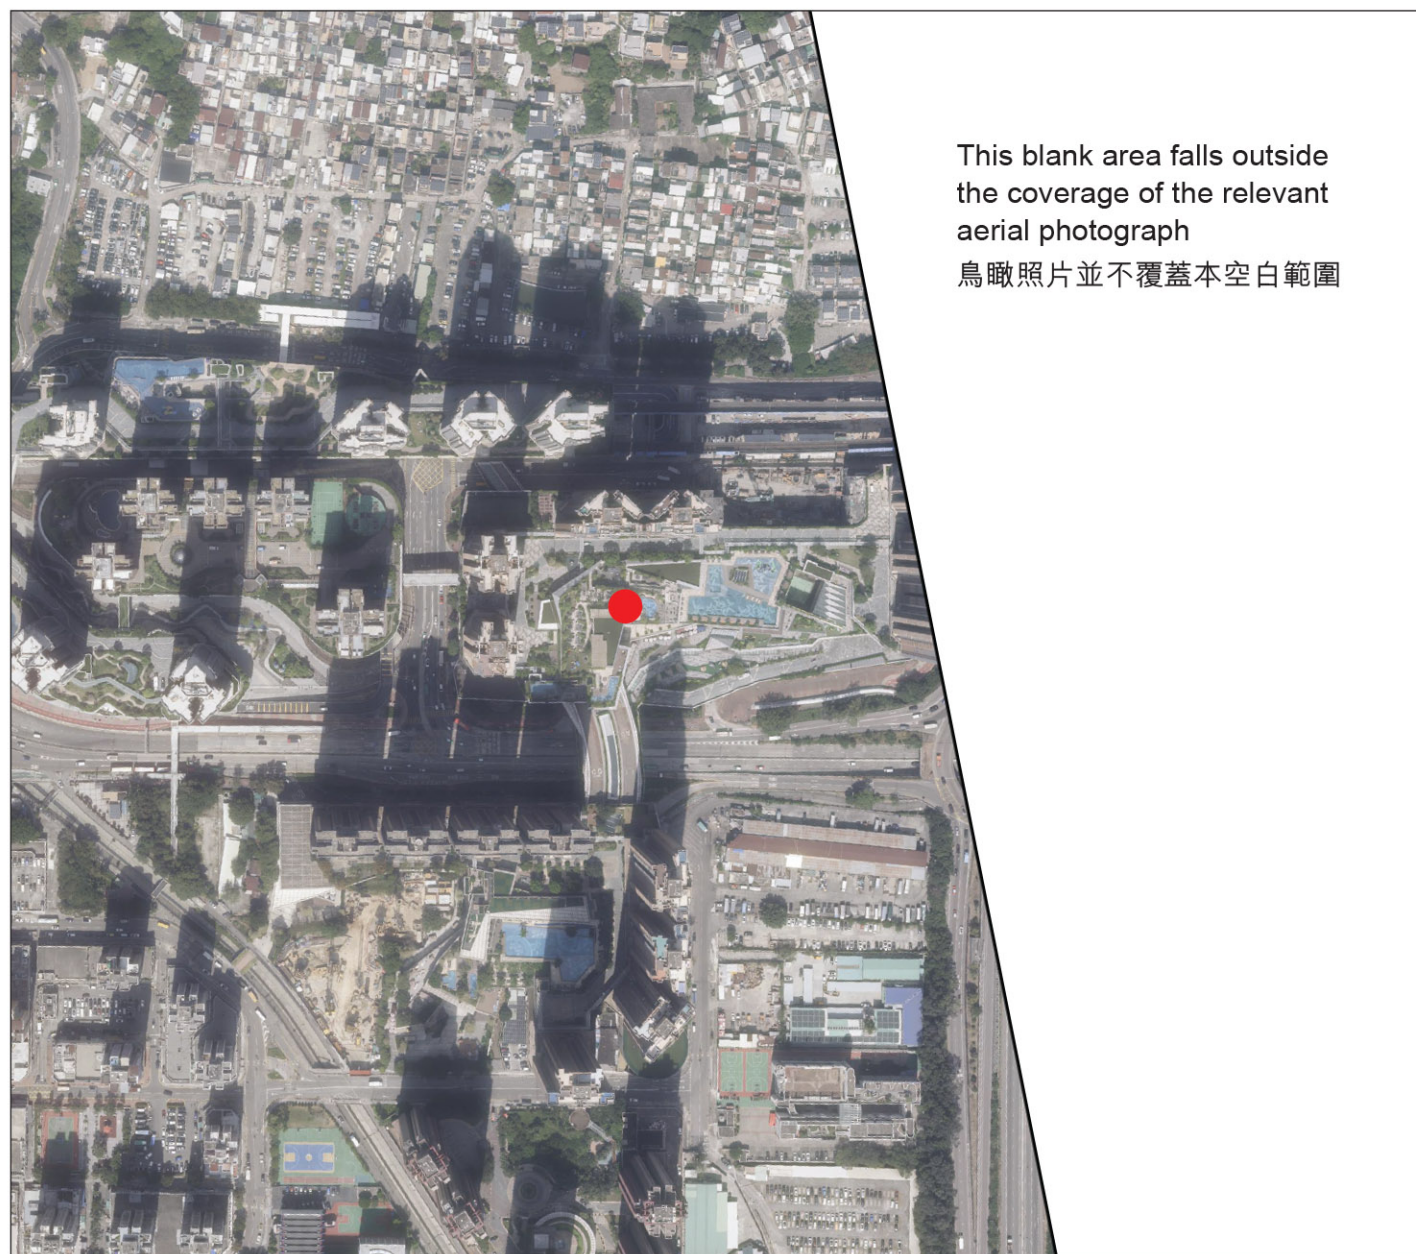 This blank area falls outside
the coverage of the relevant
aerial photograph
鳥瞰照片並不覆蓋本空白範圍